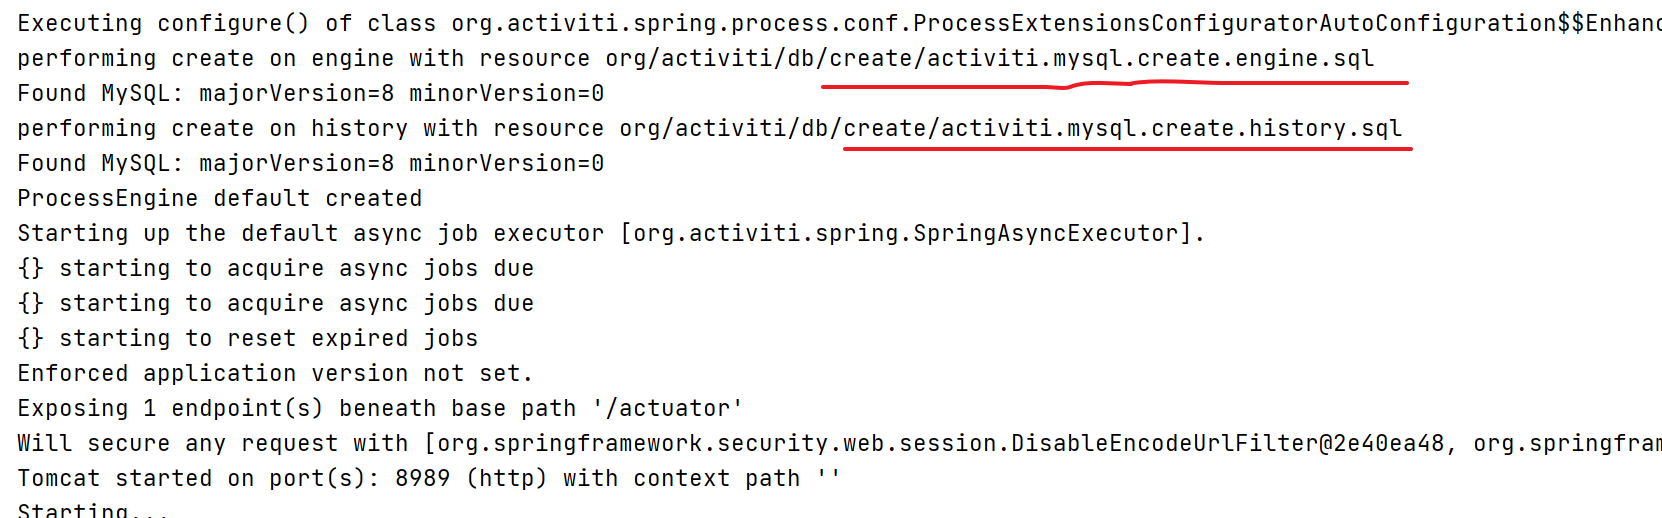 Executing configure() of class org.activiti.spring.process.conf.ProcessExtensionsConfiguratorAutoConfiguration$$Enhanc
performing create on engine with resource org/activiti/db/create/activiti.mysql.create.engine.sql
Found MySQL: majorVersion=8 minorVersion=0
performing create on history with resource org/activiti/db/create/activiti.mysql.create.history.sql
Found MySQL: majorVersion=8 minorVersion=0
ProcessEngine default created
Starting up the default async job executor [org.activiti.spring.SpringAsyncExecutor].
{} starting to acquire async jobs due
{} starting to acquire async jobs due
{} starting to reset expired jobs
Enforced application version not set.
Exposing 1 endpoint(s) beneath base path '/actuator'
Will secure any request with [org.springframework.security.web.session.DisableEncodeUrlFilter@2e40ea48, org.springfram
Tomcat started on port(s): 8989 (http) with context path ''
Starting...